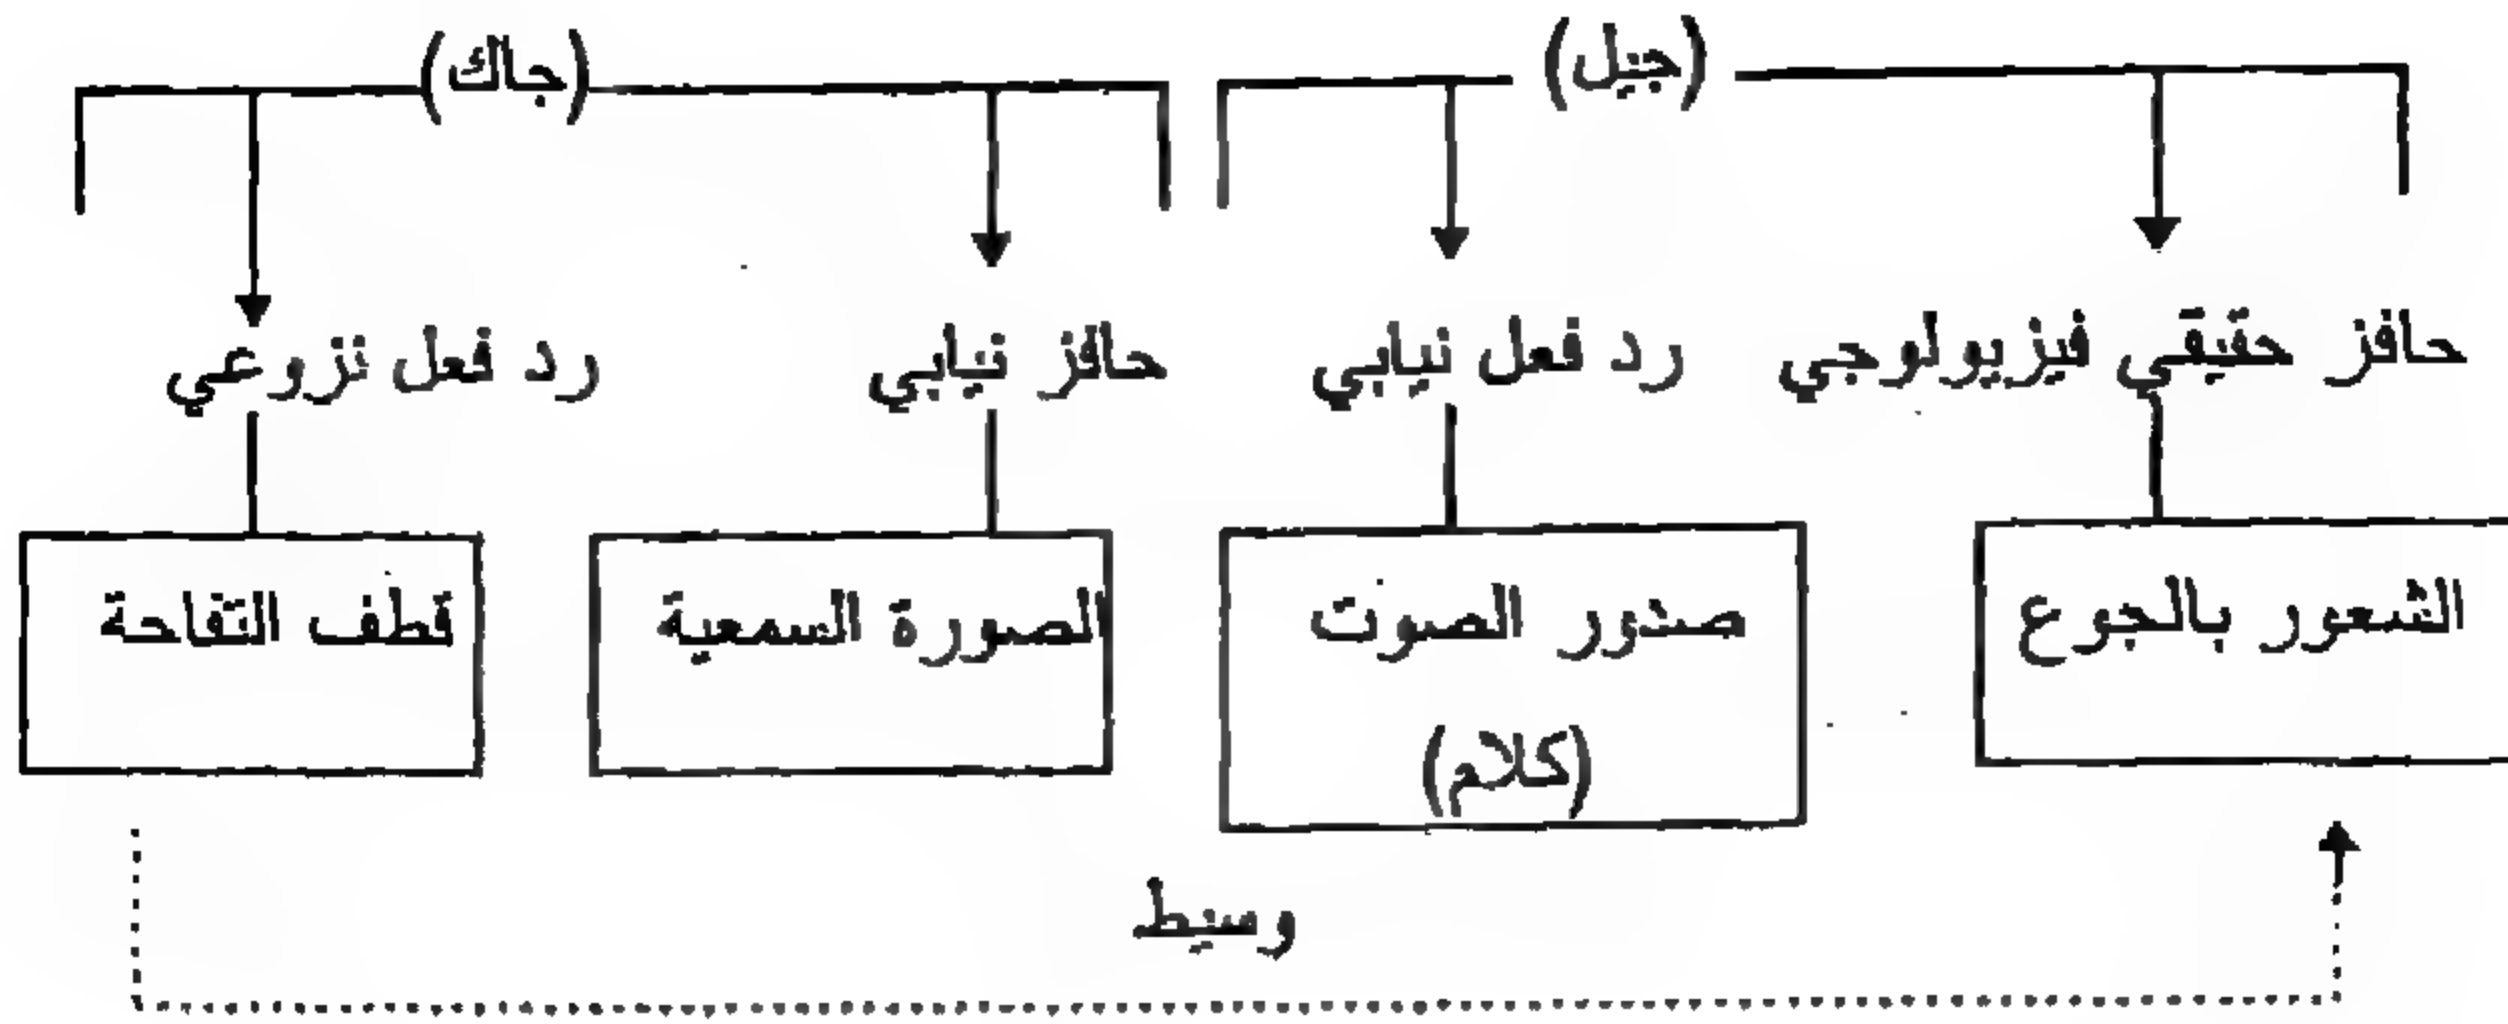 (جيل) (جاك)
حافز حقيقي فيزيولوجي رد فعل نيابي حافز نيابي رد فعل نزوعي
الشعور بالجوع صدور الصوت الصورة السمعية قطف التفاحة
(كلام)
وسيط